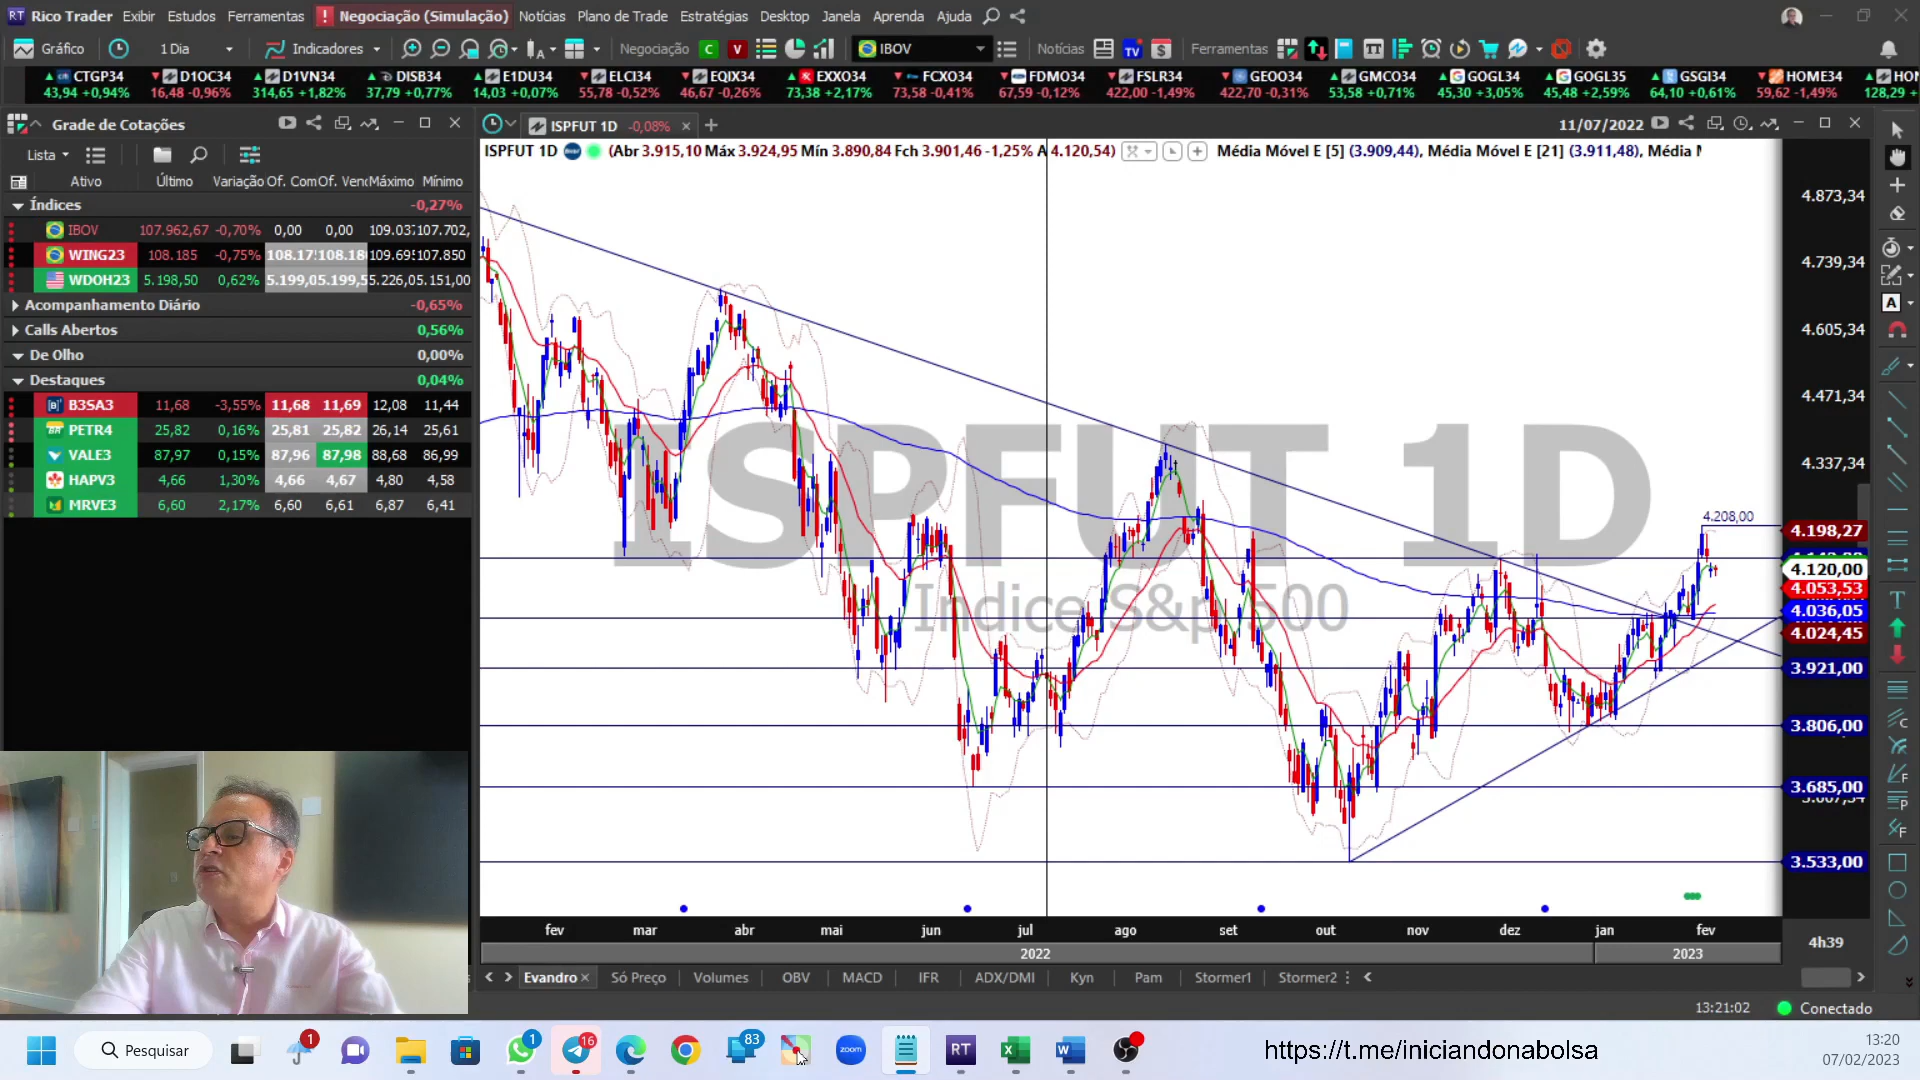 Rico Trader Exibir Estudos Ferramentas Negociação (Simulação) Notícias Plano de Trade Estratégias Desktop Janela Aprenda Ajuda
Gráfico 1 Dia Indicadores Negociação C V IBOV Notícias Ferramentas
CTGP34 D1OC34 D1VN34 DISB34 E1DU34 ELCI34 EQIX34 EXXO34 FCXO34 FDMO34 FSLR34 GEOO34 GMCO34 GOGL34 GOGL35 GSGI34 HOME34
43,94 +0,94% 16,48 -0,96% 314,65 +1,82% 37,79 +0,77% 14,03 +0,07% 55,78 -0,52% 46,67 -0,26% 73,38 +2,17% 73,58 -0,41% 67,59 -0,12% 422,00 -1,49% 422,70 -0,31% 53,58 +0,71% 45,30 +3,05% 45,48 +2,59% 64,10 +0,61% 59,62 -1,49% 128,29
Grade de Cotações
Lista
Ativo Último Variação Of. Com Of. Ven Máximo Mínimo
Índices -0,27%
IBOV 107.962,67 -0,70% 0,00 0,00
WING23 108.185 -0,75% 107.850
WDOH23 5.198,50 0,62%
Acompanhamento Diário -0,65%
Calls Abertos 0,56%
De Olho 0,00%
Destaques 0,04%
B3SA3 11,68 -3,55% 11,68 11,69 12,08 11,44
PETR4 25,82 0,16% 25,81 25,82 26,14 25,61
VALE3 87,97 0,15% 87,96 87,98 88,68 86,99
HAPV3 4,66 1,30% 4,66 4,67 4,80 4,58
MRVE3 6,60 2,17% 6,60 6,61 6,87 6,41
ISPFUT 1D -0,08% 11/07/2022
ISPFUT 1D (Abr 3.915,10 Máx 3.924,95 Mín 3.890,84 Fch 3.901,46 -1,25% A 4.120,54) Média Móvel E [5] (3.909,44), Média Móvel E [21] (3.911,48), Média
ISPFUT 1D
Indice S&p 500
4.873,34
4.739,34
4.605,34
4.471,34
4.337,34
4.208,00
4.198,27
4.120,00
4.053,53
4.036,05
4.024,45
3.921,00
3.806,00
3.685,00
3.533,00
fev mar abr mai jun jul ago set out nov dez jan fev
2022 2023
4h39
Evandro Só Preço Volumes OBV MACD IFR ADX/DMI Kyn Pam Stormer1 Stormer2
13:21:02 Conectado
Pesquisar
1
1
16
83
zoom
RT
https://t.me/iniciandonabolsa
13:20
07/02/2023